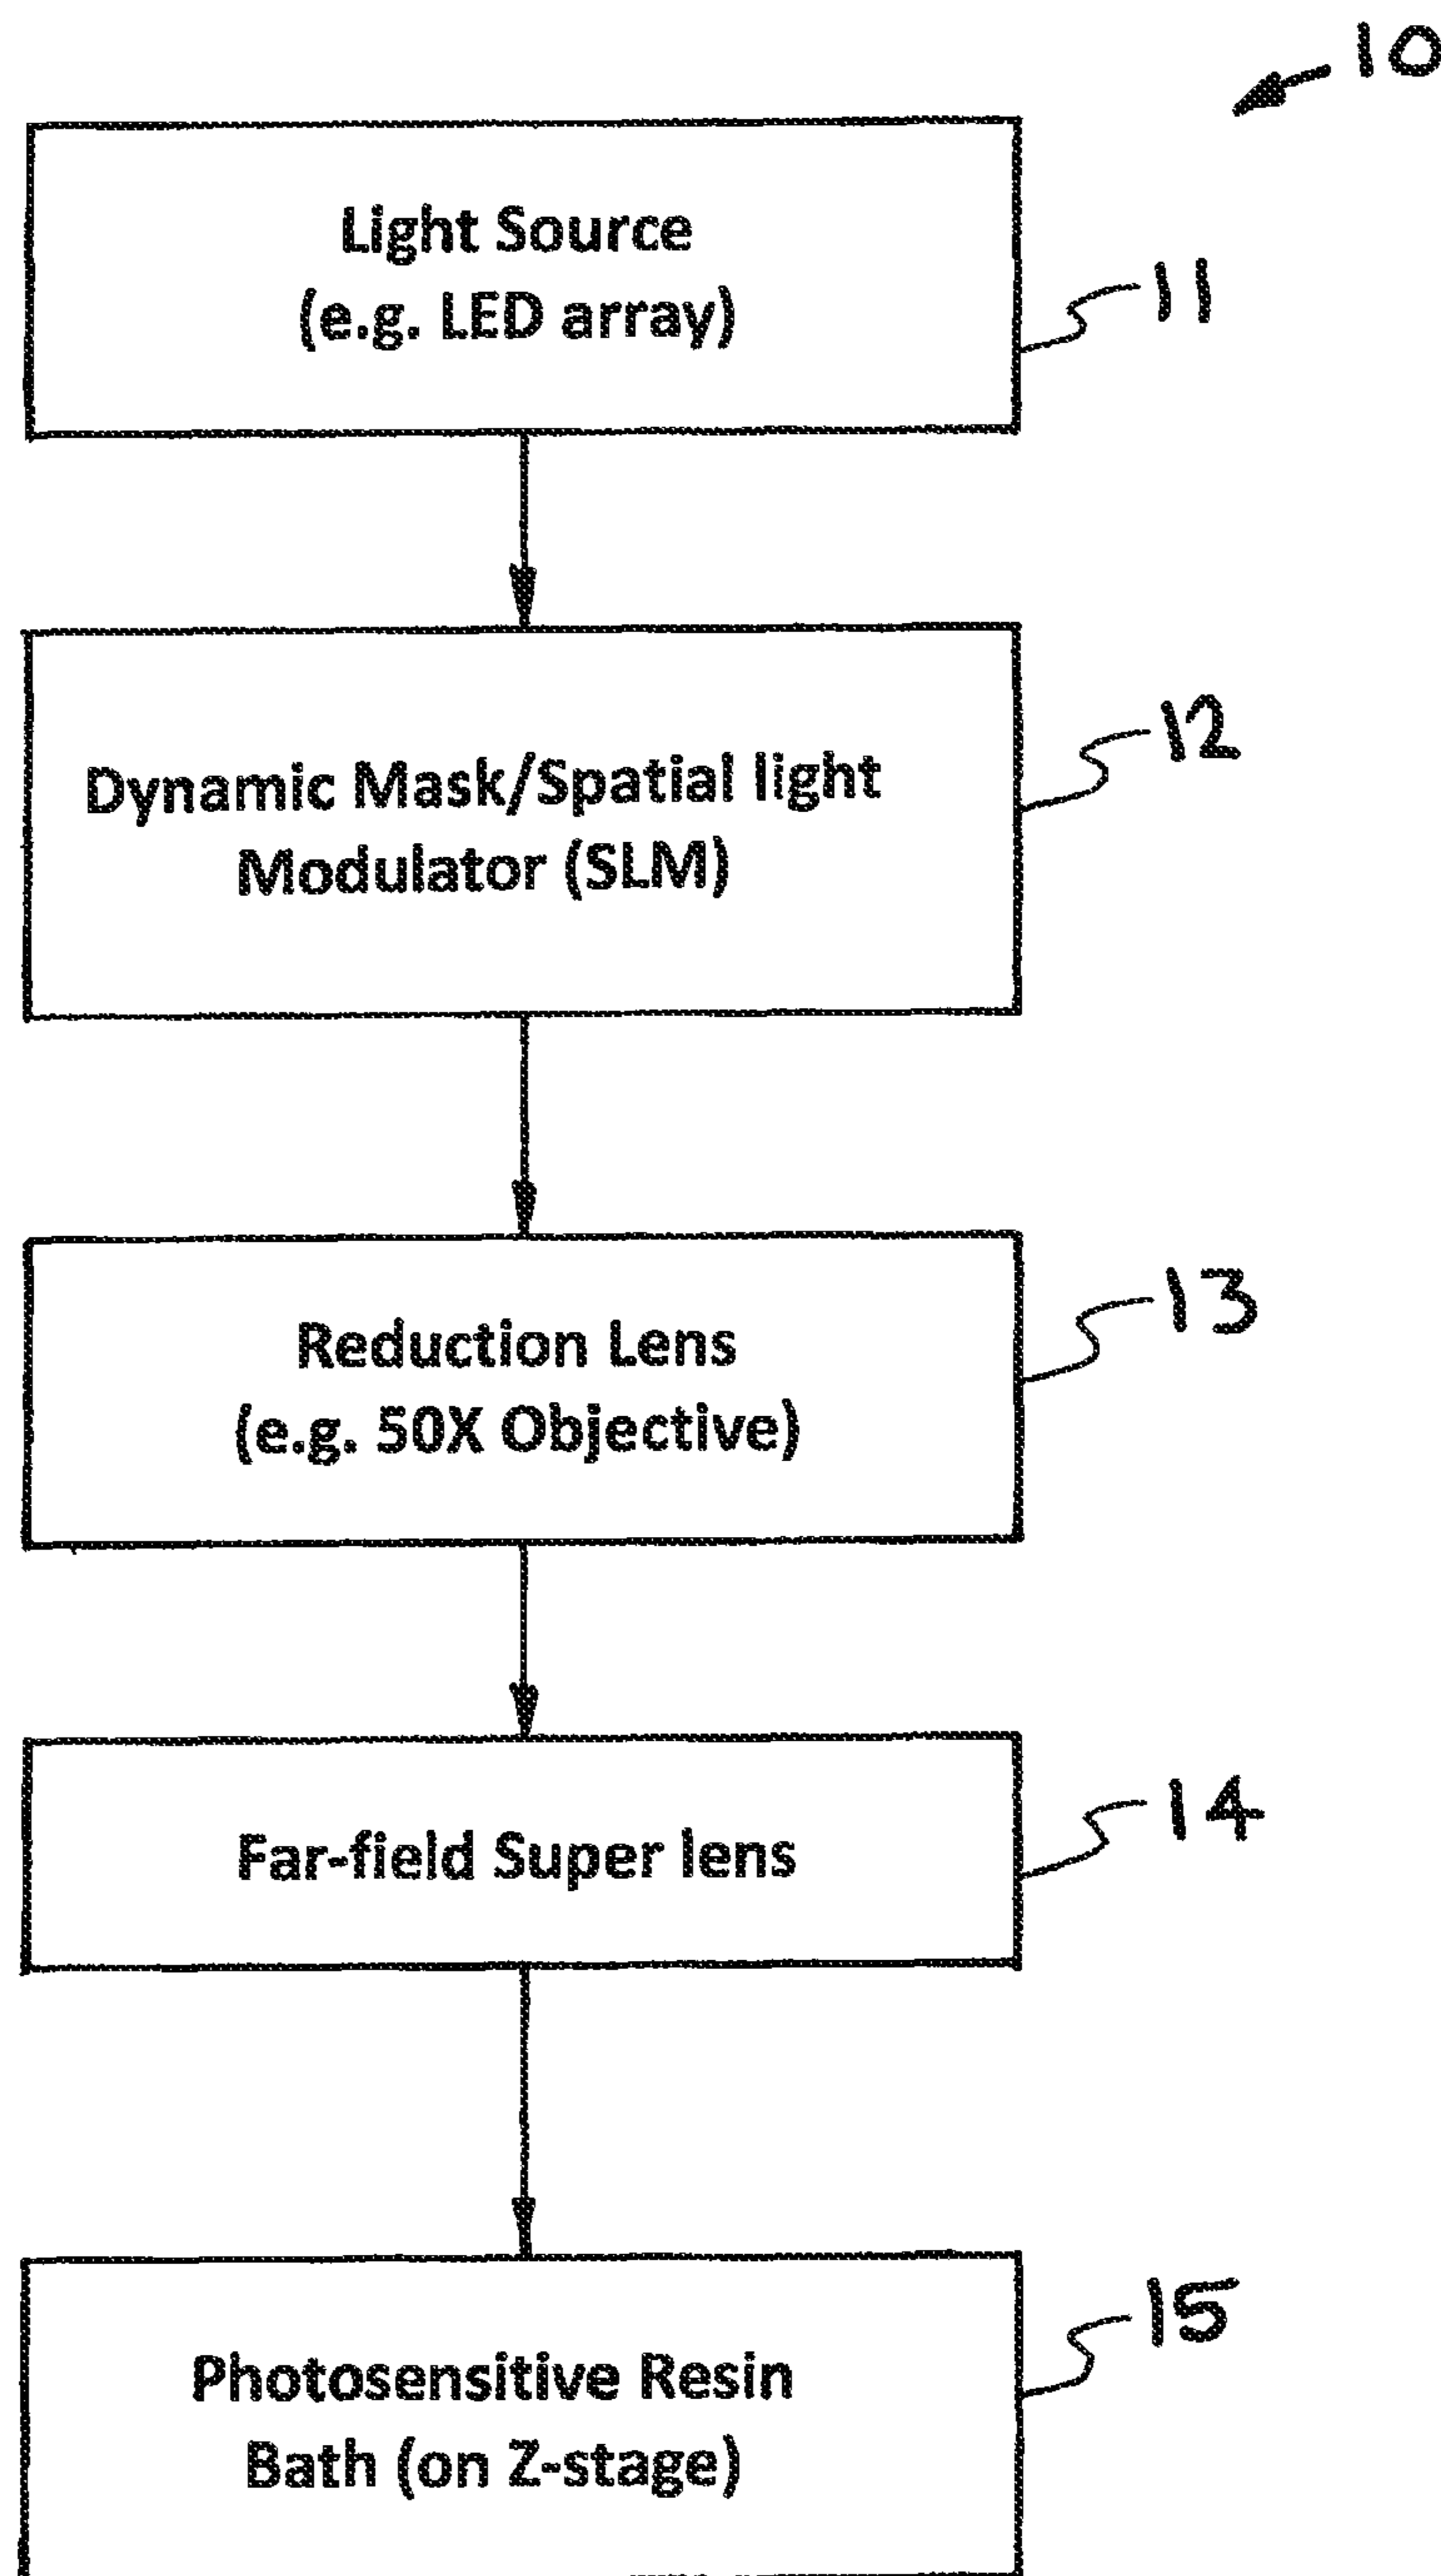 10
Light Source
(e.g. LED array)
11
Dynamic Mask/Spatial light
Modulator (SLM)
12
Reduction Lens
(e.g. 50X Objective)
13
Far-field Super lens
14
Photosensitive Resin
Bath (on Z-stage)
15